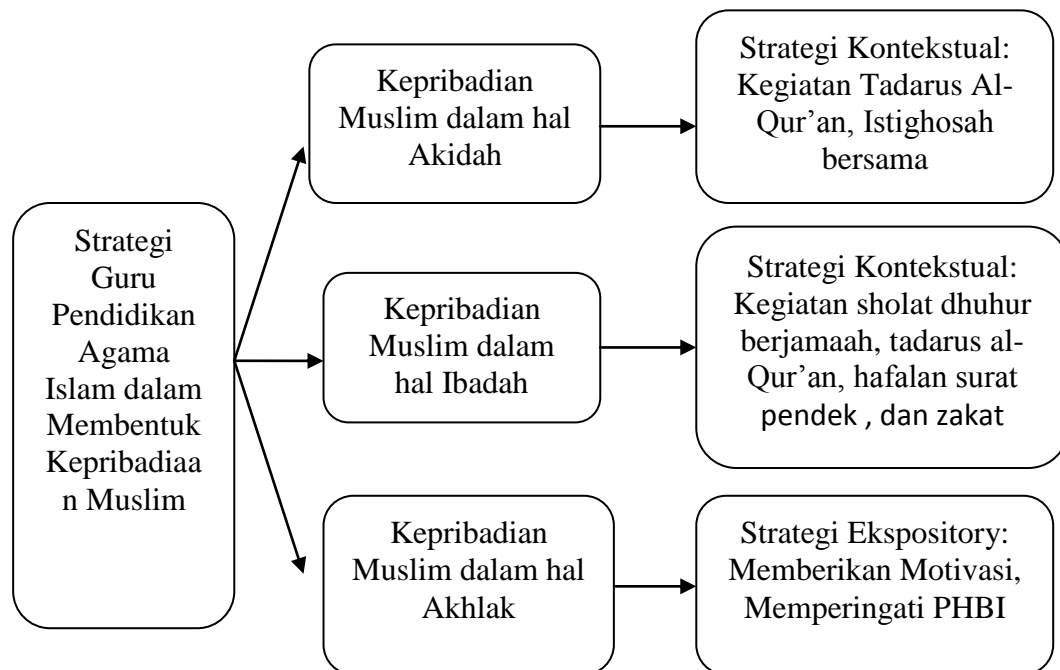 Strategi
Guru
Pendidikan
Agama
Islam dalam
Membentuk
Kepribadiaa
n Muslim
Kepribadian
Muslim dalam hal
Akidah
Strategi Kontekstual:
Kegiatan Tadarus Al-
Qur’an, Istighosah
bersama
Kepribadian
Muslim dalam
hal Ibadah
Strategi Kontekstual:
Kegiatan sholat dhuhur
berjamaah, tadarus al-
Qur’an, hafalan surat
pendek , dan zakat
Kepribadian
Muslim dalam hal
Akhlak
Strategi Ekspository:
Memberikan Motivasi,
Memperingati PHBI